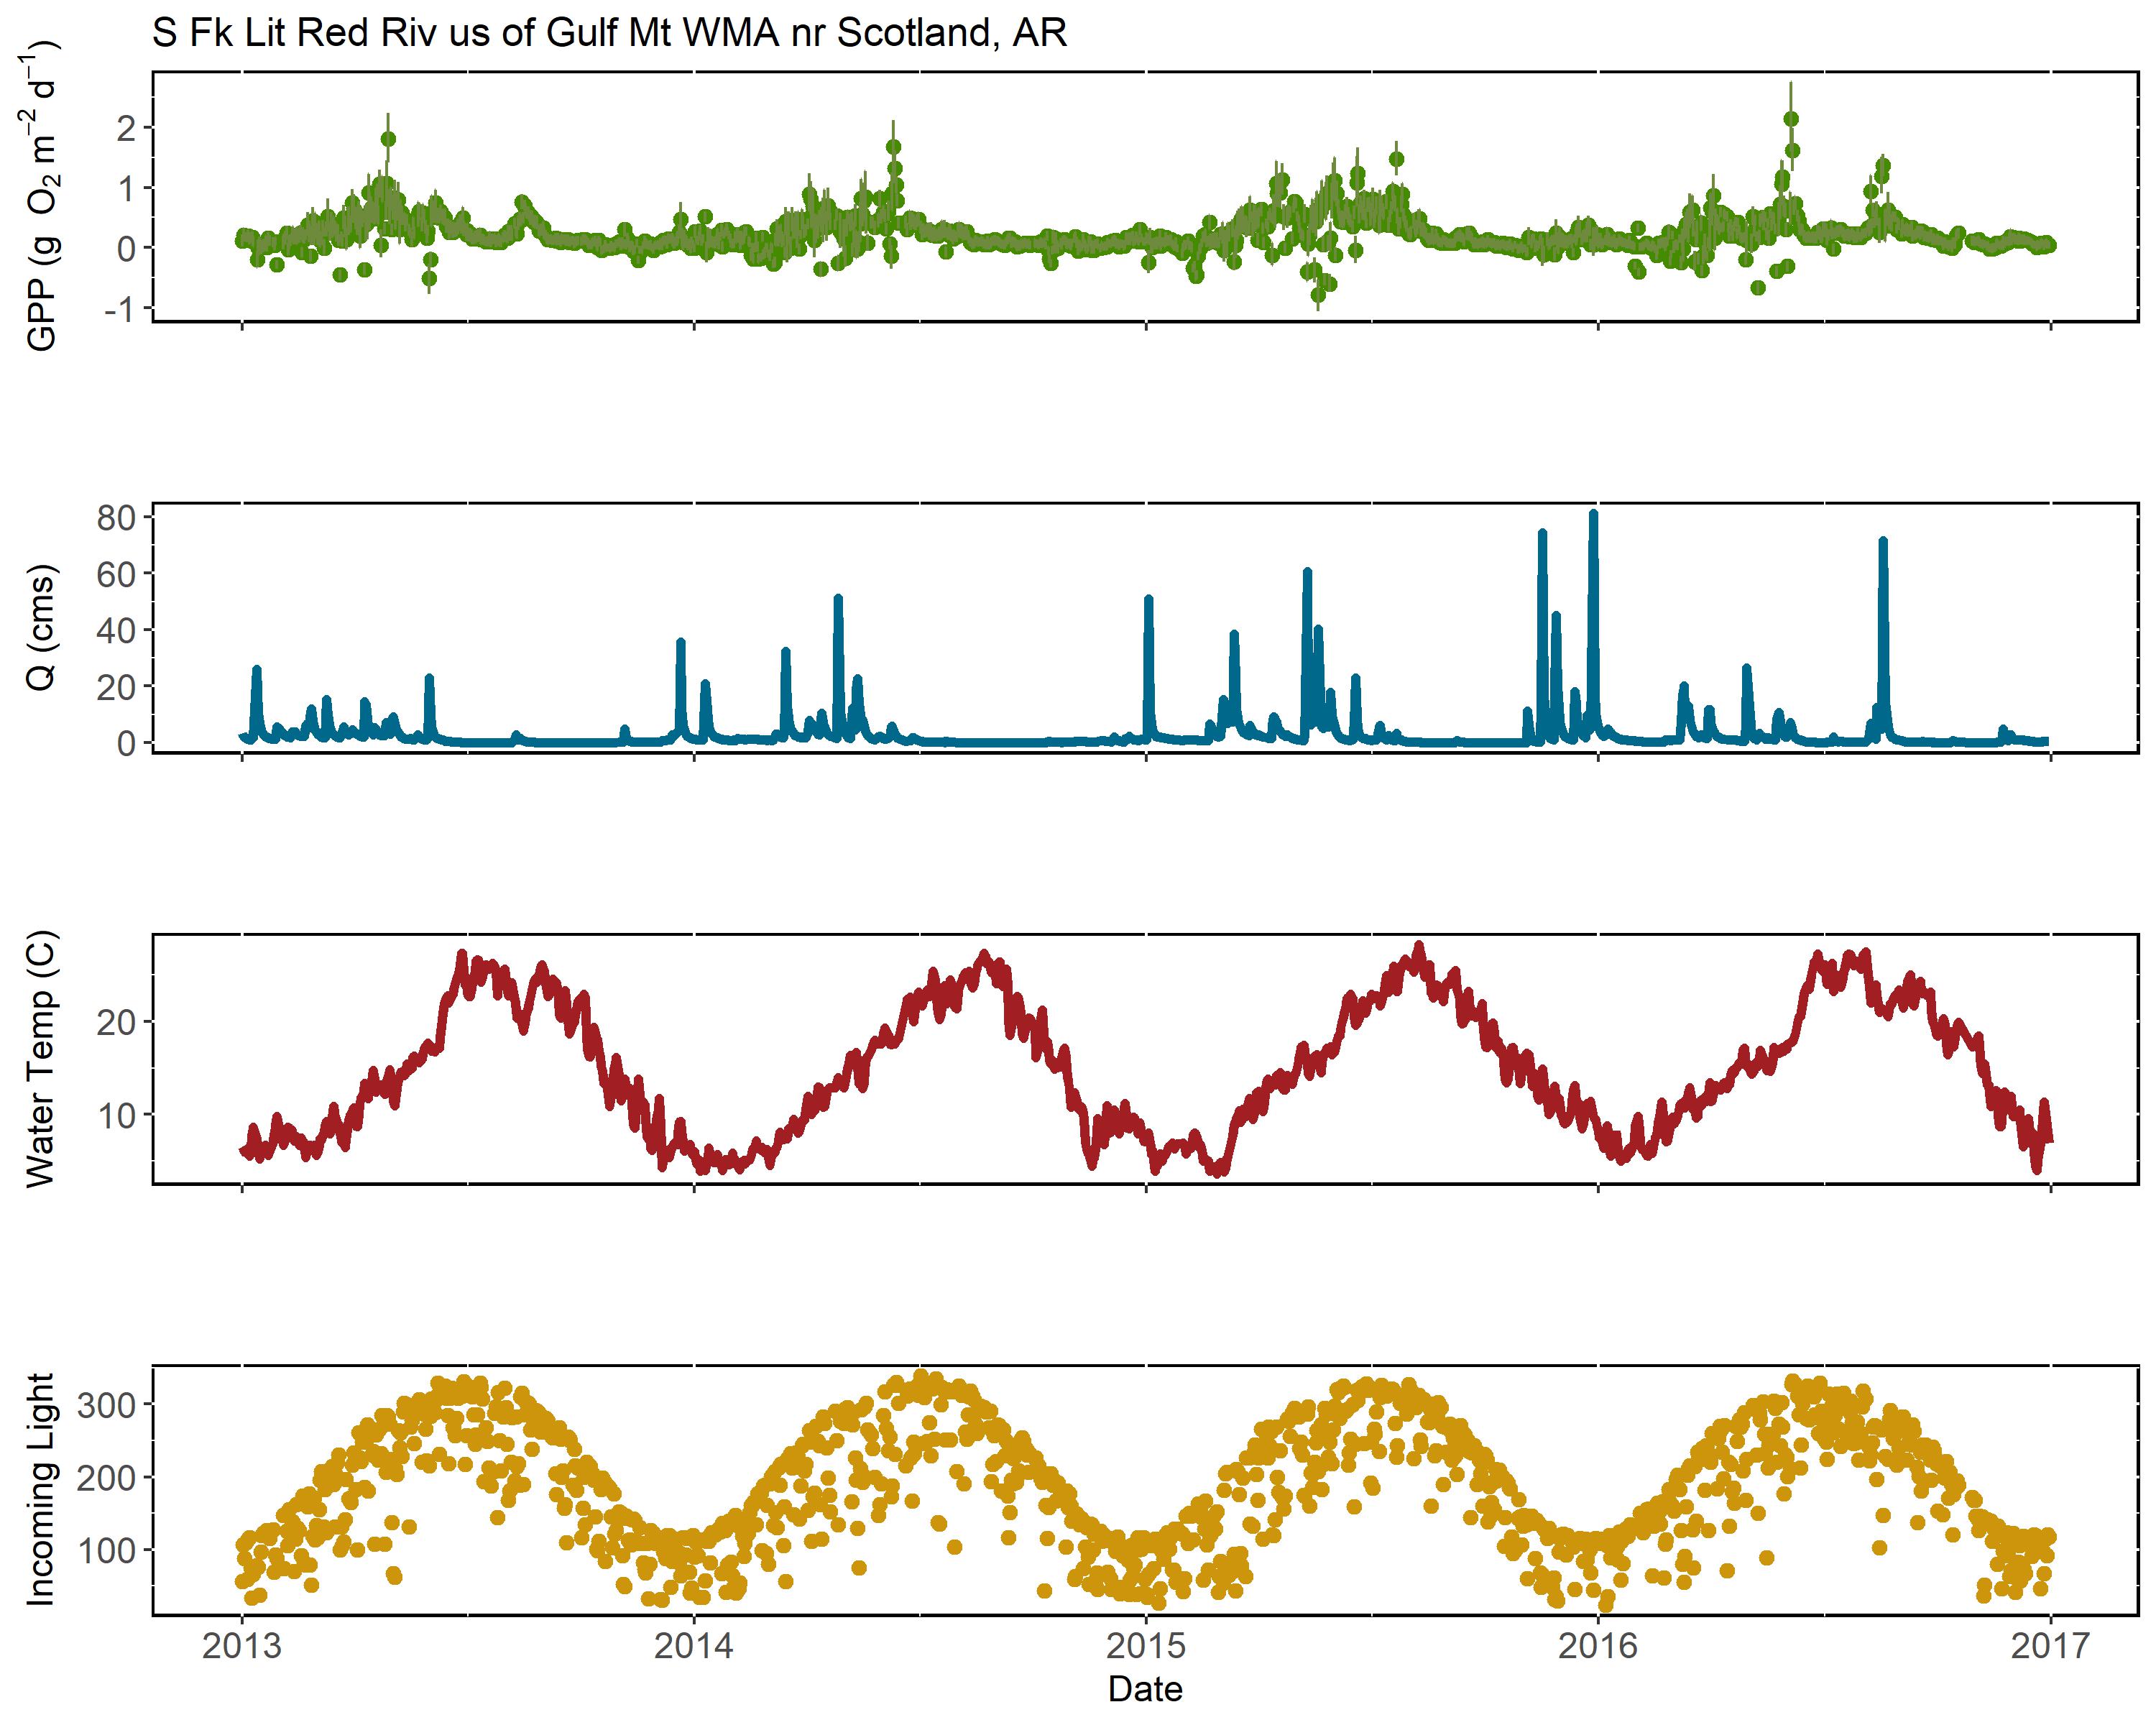 S Fk Lit Red Riv us of Gulf Mt WMA nr Scotland, AR
GPP (g O₂ m⁻² d⁻¹)
2
1
0
-1
Q (cms)
80
60
40
20
0
Water Temp (C)
20
10
Incoming Light
300
200
100
2013 2014 2015 2016 2017
Date